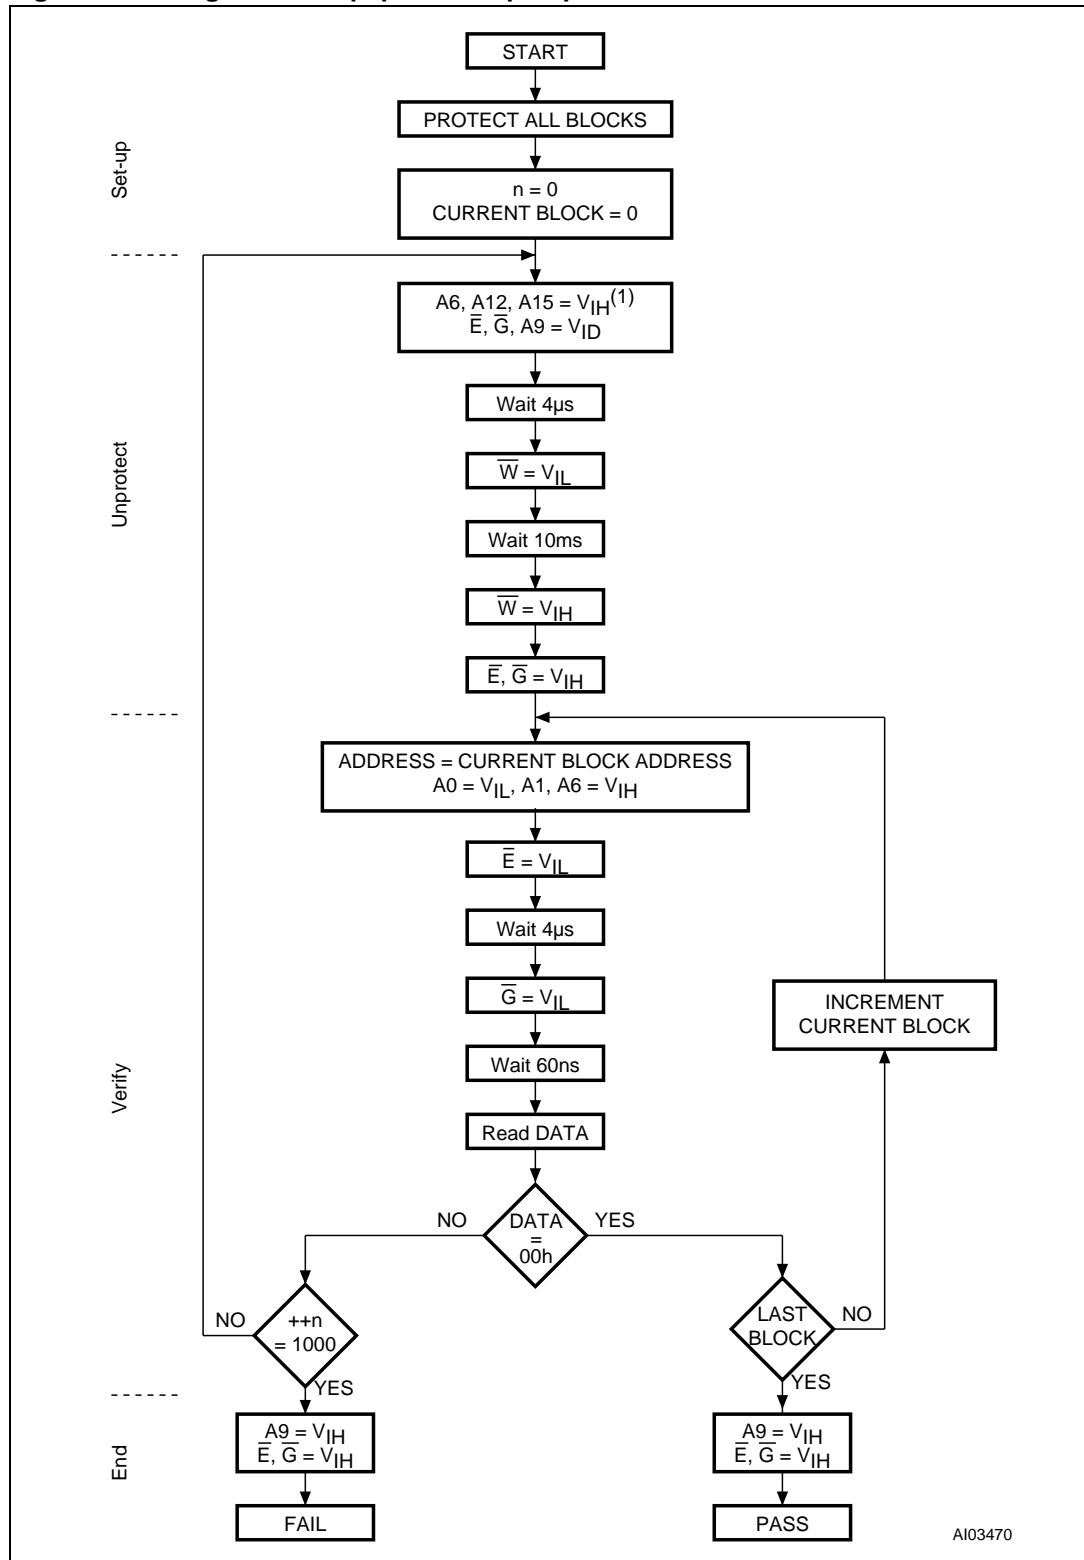 START
PROTECT ALL BLOCKS
Set-up
n = 0
CURRENT BLOCK = 0
A6, A12, A15 = VIH(1)
E̅, G̅, A9 = VID
Wait 4µs
W̅ = VIL
Unprotect
Wait 10ms
W̅ = VIH
E̅, G̅ = VIH
ADDRESS = CURRENT BLOCK ADDRESS
A0 = VIL, A1, A6 = VIH
E̅ = VIL
Wait 4µs
G̅ = VIL
INCREMENT
CURRENT BLOCK
Wait 60ns
Verify
Read DATA
NO
DATA
=
00h
YES
NO
++n
= 1000
LAST
BLOCK
NO
YES
YES
End
A9 = VIH
E̅, G̅ = VIH
A9 = VIH
E̅, G̅ = VIH
FAIL
PASS
AI03470